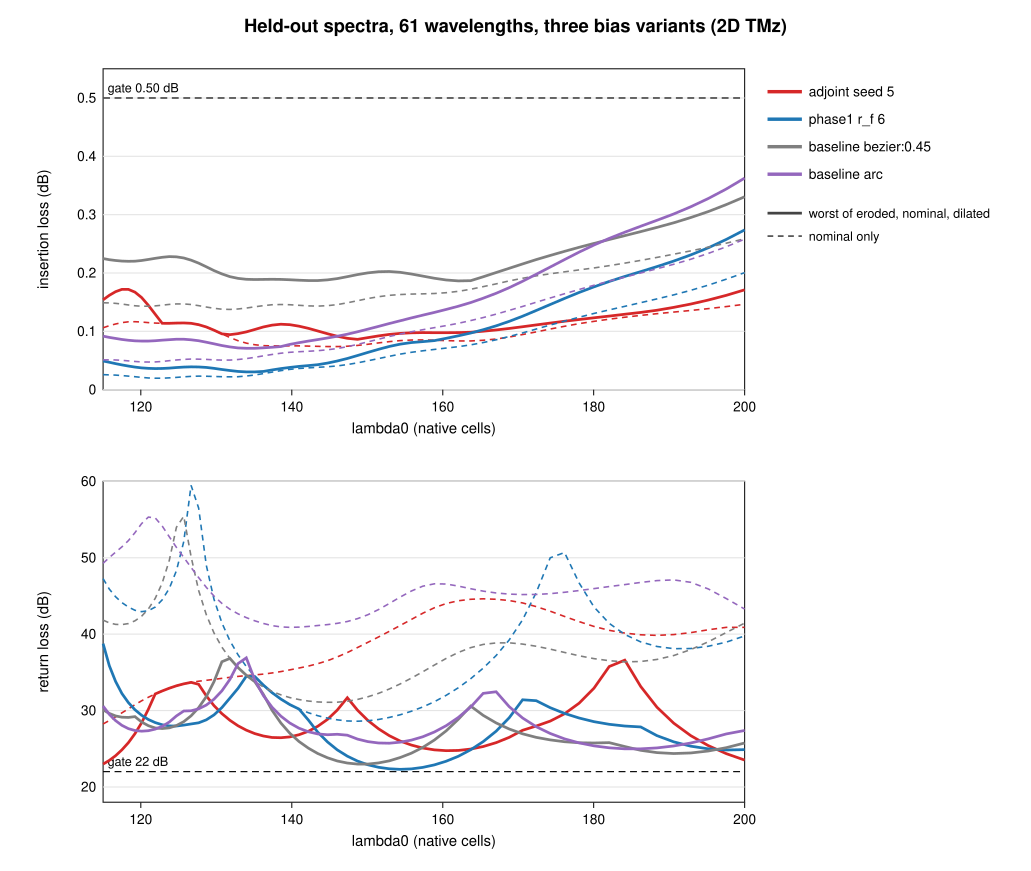 Held-out spectra, 61 wavelengths, three bias variants (2D TMz)
gate 0.50 dB
0.5
0.4
0.3
0.2
0.1
0
insertion loss (dB)
120
140
160
180
200
lambda0 (native cells)
adjoint seed 5
phase1 r_f 6
baseline bezier:0.45
baseline arc
worst of eroded, nominal, dilated
nominal only
60
50
40
30
20
return loss (dB)
gate 22 dB
120
140
160
180
200
lambda0 (native cells)